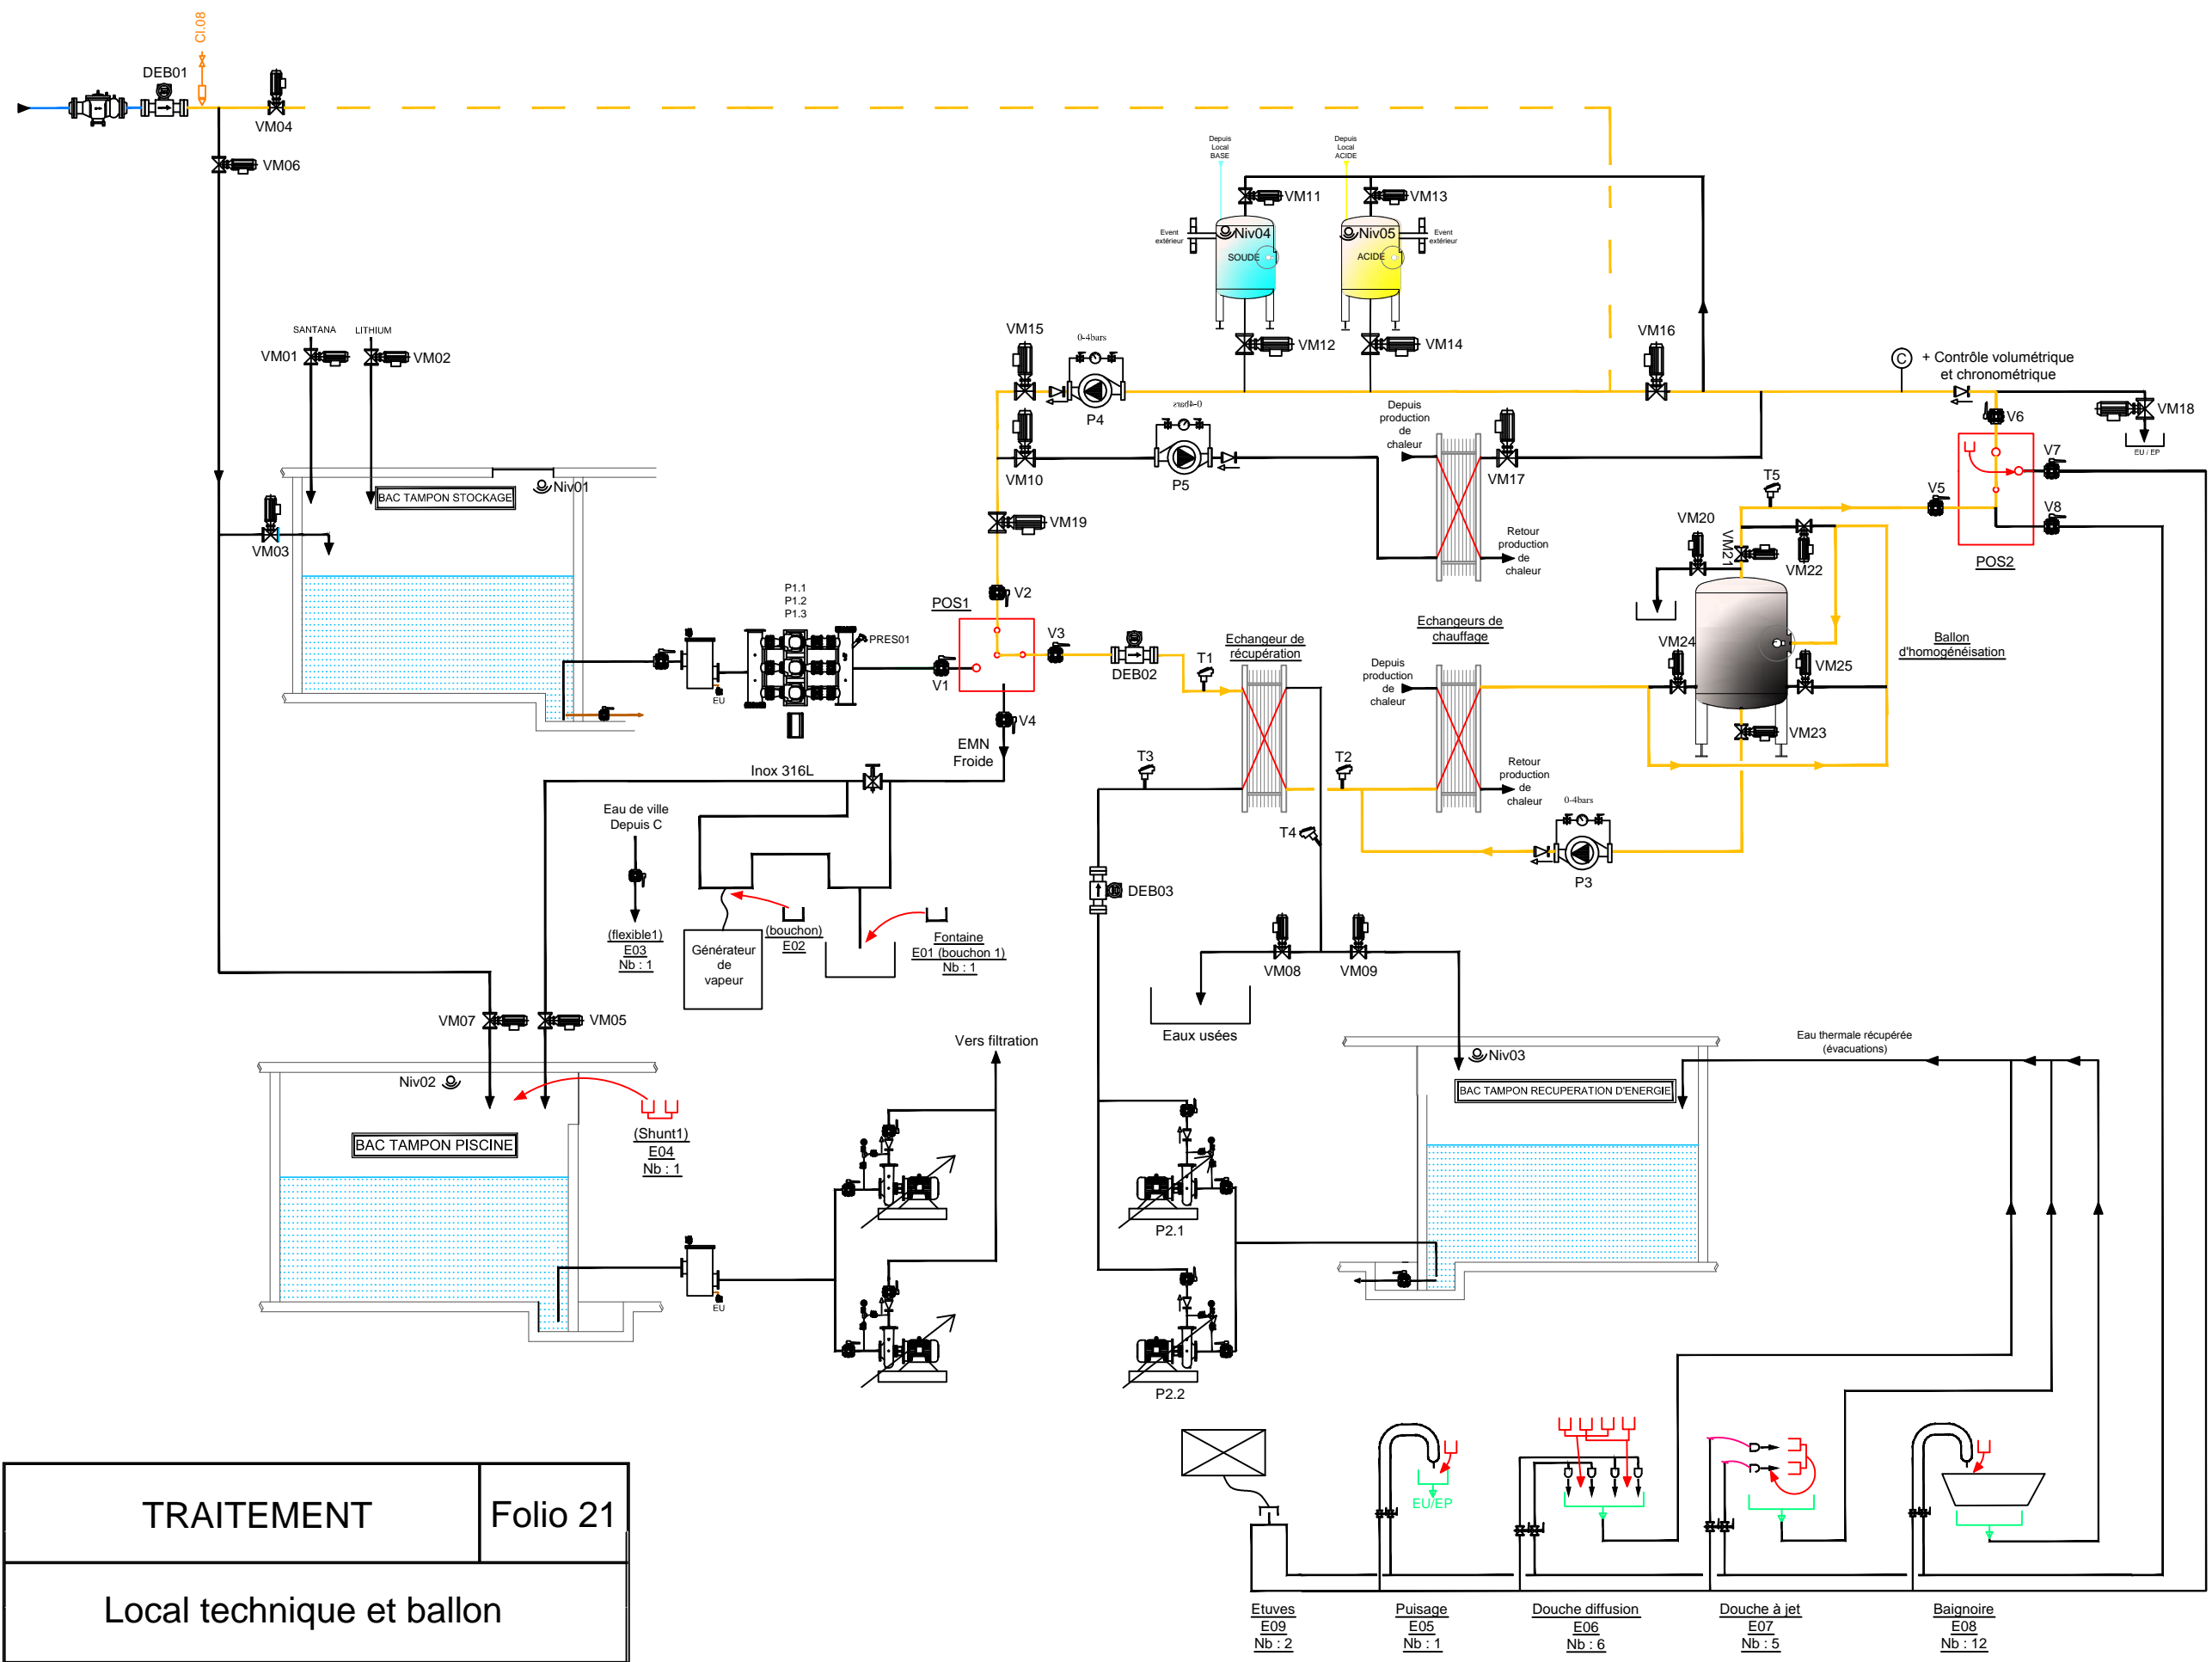 CI.08
DEB01
VM04
VM06
Depuis
Local
BASE
Depuis
Local
ACIDE
VM11
VM13
Event
extérieur
Niv04
Niv05
Event
extérieur
SOUDE
ACIDE
SANTANA
LITHIUM
VM01
VM02
VM15
0-4bars
VM12
VM14
VM16
C
+ Contrôle volumétrique
et chronométrique
P4
0-4bars
Depuis
production
de
chaleur
VM18
EU / EP
V6
V7
VM10
P5
VM17
BAC TAMPON STOCKAGE
Niv01
T5
V5
V8
VM03
VM19
Retour
production
de
chaleur
VM20
VM21
VM22
POS2
P1.1
P1.2
P1.3
V2
POS1
PRES01
V3
DEB02
Echangeur de
récupération
Echangeurs de
chauffage
Ballon
d'homogénéisation
VM24
VM25
V1
T1
Depuis
production
de
chaleur
EU
V4
VM23
EMN
Froide
Inox 316L
T3
T2
Retour
production
de
chaleur
0-4bars
Eau de ville
Depuis C
T4
P3
DEB03
(flexible1)
E03
Nb : 1
Générateur
de
vapeur
(bouchon)
E02
Fontaine
E01 (bouchon 1)
Nb : 1
VM08
VM09
VM07
VM05
Eaux usées
Vers filtration
Eau thermale récupérée
(évacuations)
Niv02
Niv03
BAC TAMPON RECUPERATION D'ENERGIE
BAC TAMPON PISCINE
(Shunt1)
E04
Nb : 1
P2.1
EU
P2.2
TRAITEMENT
Folio 21
Local technique et ballon
EU/EP
Etuves
E09
Nb : 2
Puisage
E05
Nb : 1
Douche diffusion
E06
Nb : 6
Douche à jet
E07
Nb : 5
Baignoire
E08
Nb : 12